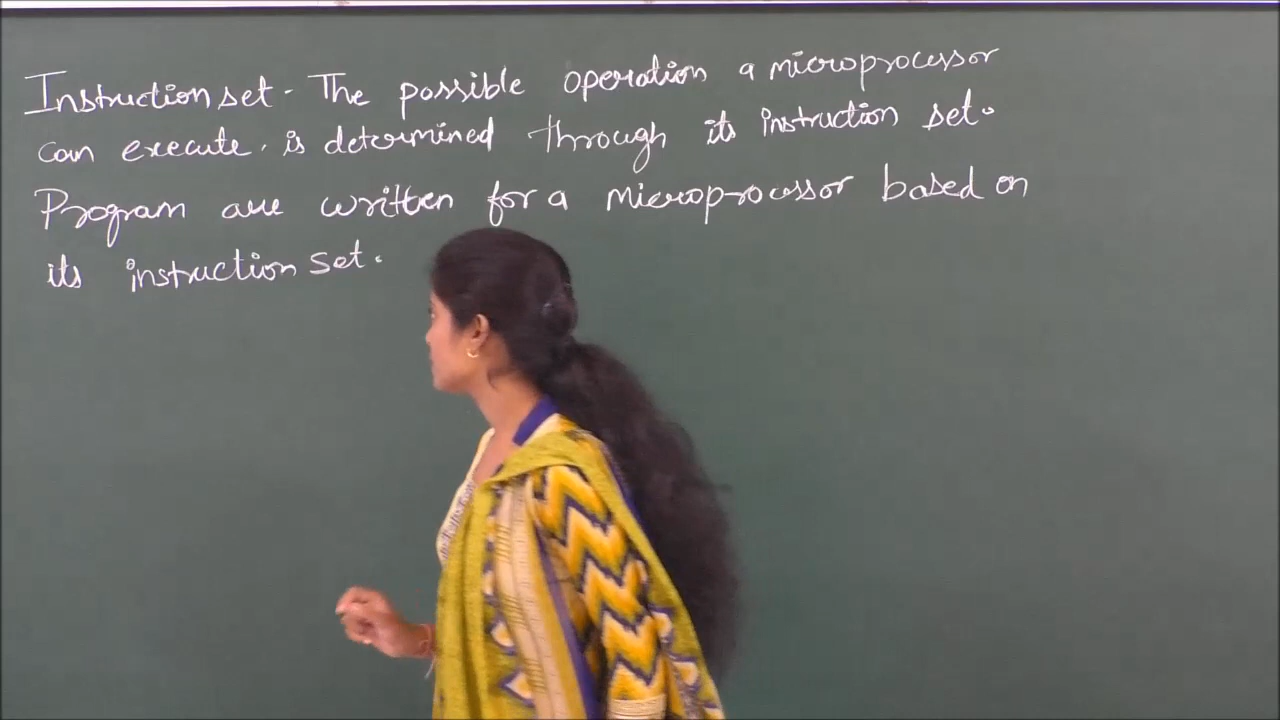 Instruction set - The possible operation a microprocessor
can execute. is determined through its instruction set.
Program are written for a microprocessor based on
its instruction set.